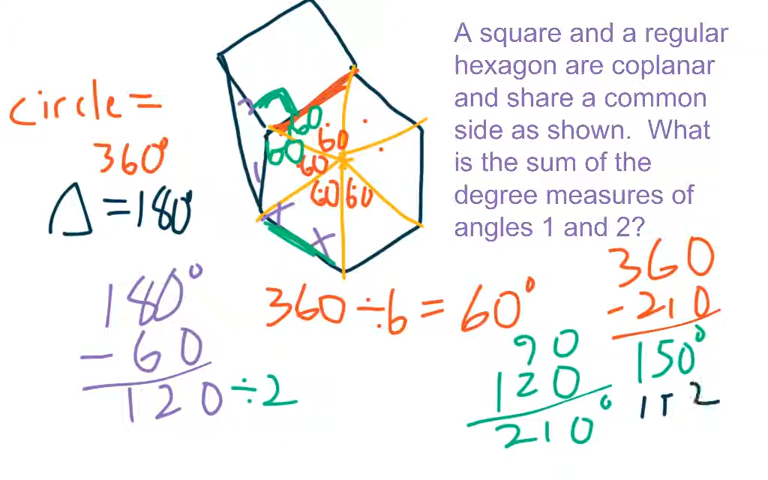 A square and a regular
hexagon are coplanar
and share a common
side as shown. What
is the sum of the
degree measures of
angles 1 and 2?
circle =
360°
Δ = 180°
2
60
60
60
60
60
60
1
x
x
180°
- 60
120 ÷ 2
360 ÷ 6 = 60°
90
120
210°
360
- 210
150°